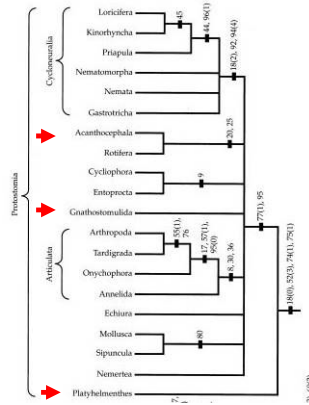 Protostomia
Cycloneuralia
Articulata
Loricifera
Kinorhyncha
Priapula
Nematomorpha
Nemata
Gastrotricha
Acanthocephala
Rotifera
Cycliophora
Entoprocta
Gnathostomulida
Arthropoda
Tardigrada
Onychophora
Annelida
Echiura
Mollusca
Sipuncula
Nemertea
Platyhelmenthes
45
44, 96(1)
18(2), 92, 94(4)
20, 25
9
55(1),
76
17, 57(1),
95(0)
8, 30, 36
80
77(1), 95
18(0), 52(3), 74(1), 75(1)